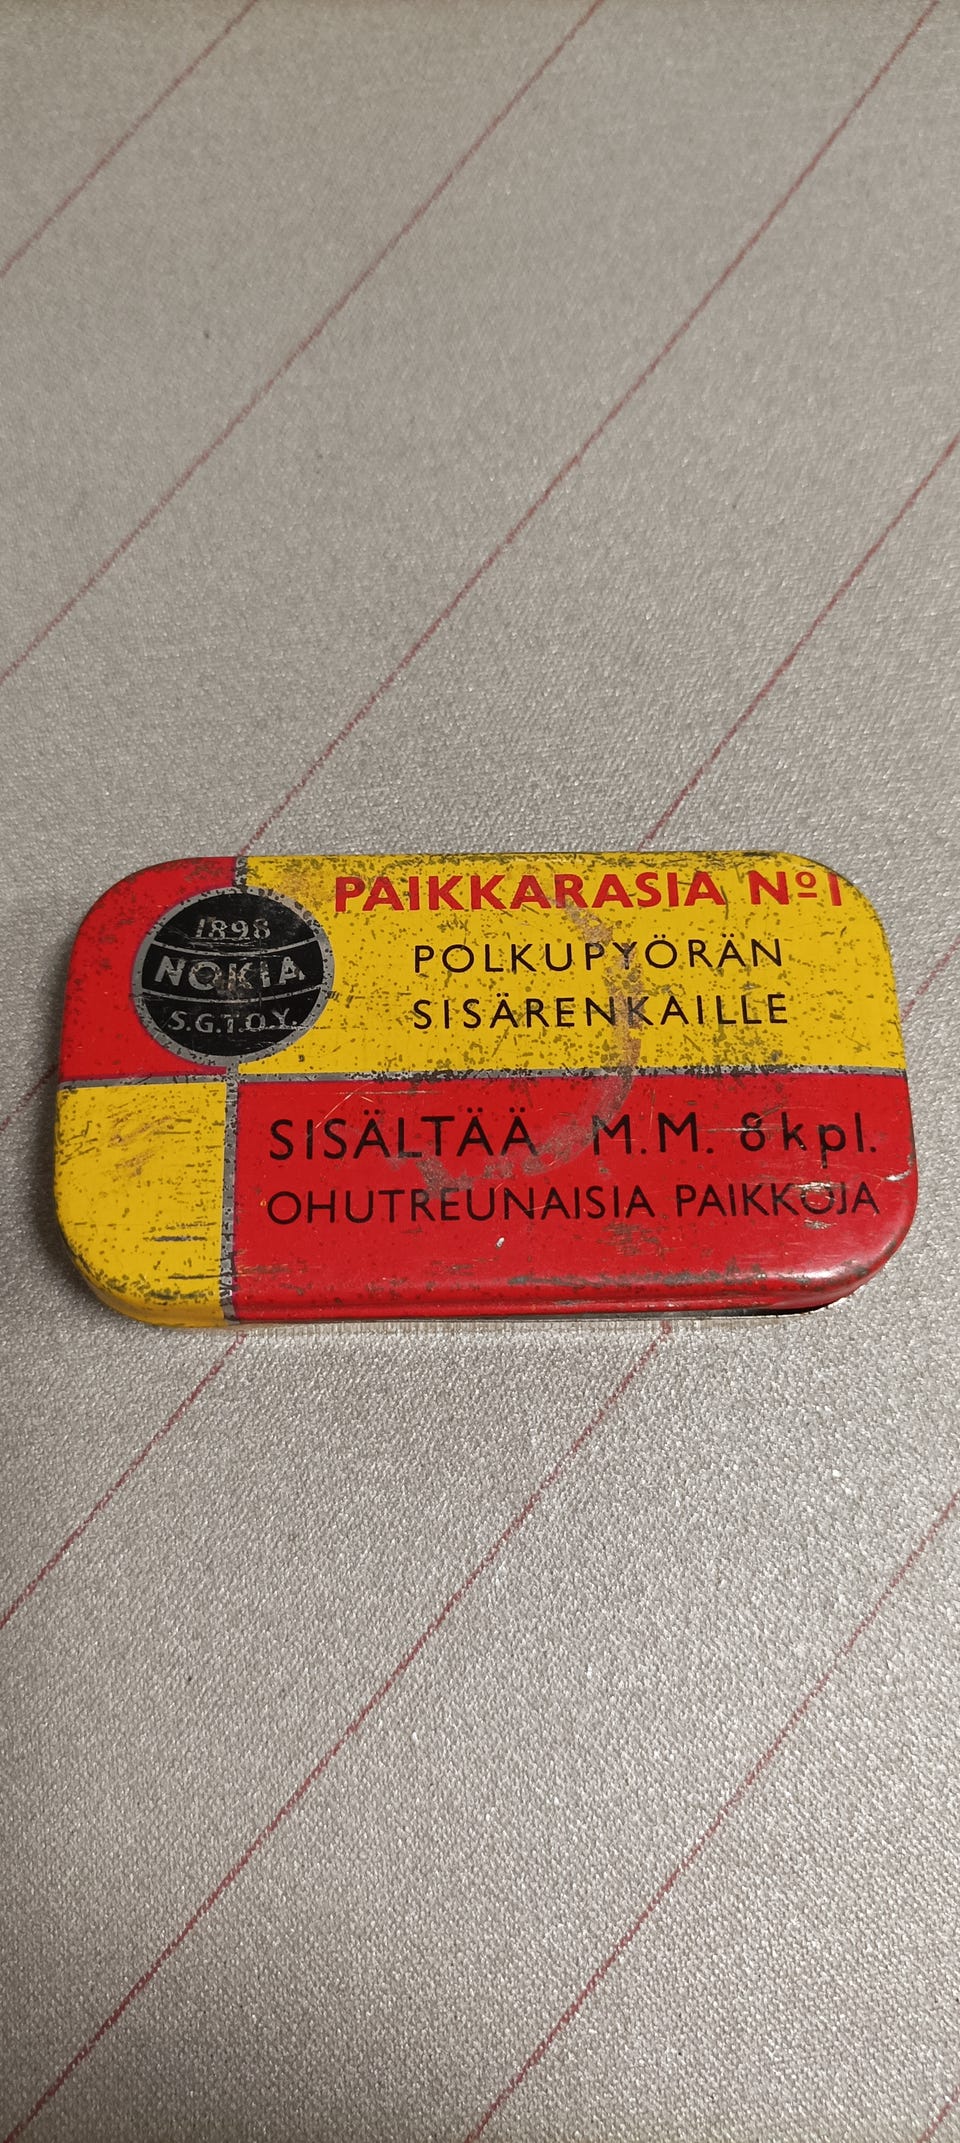 1898
NOKIA
S.G.T.O.Y.
PAIKKARASIA Nº1
POLKUPYÖRÄN
SISÄRENKAILLE
SISÄLTÄÄ M.M. 8 kpl.
OHUTREUNAISIA PAIKKOJA